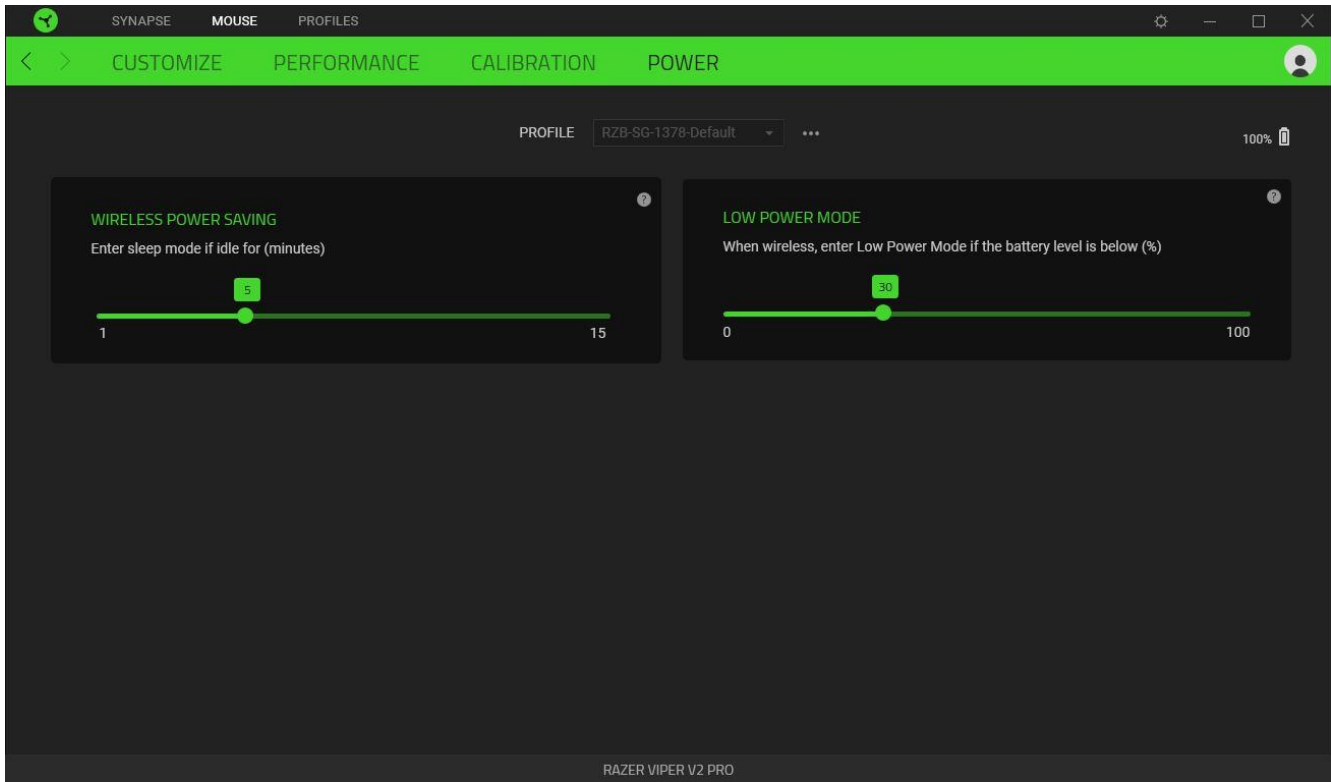 SYNAPSE MOUSE PROFILES
CUSTOMIZE PERFORMANCE CALIBRATION POWER
PROFILE RZB-SG-1378-Default
100%
WIRELESS POWER SAVING
Enter sleep mode if idle for (minutes)
5
1 15
LOW POWER MODE
When wireless, enter Low Power Mode if the battery level is below (%)
30
0 100
RAZER VIPER V2 PRO